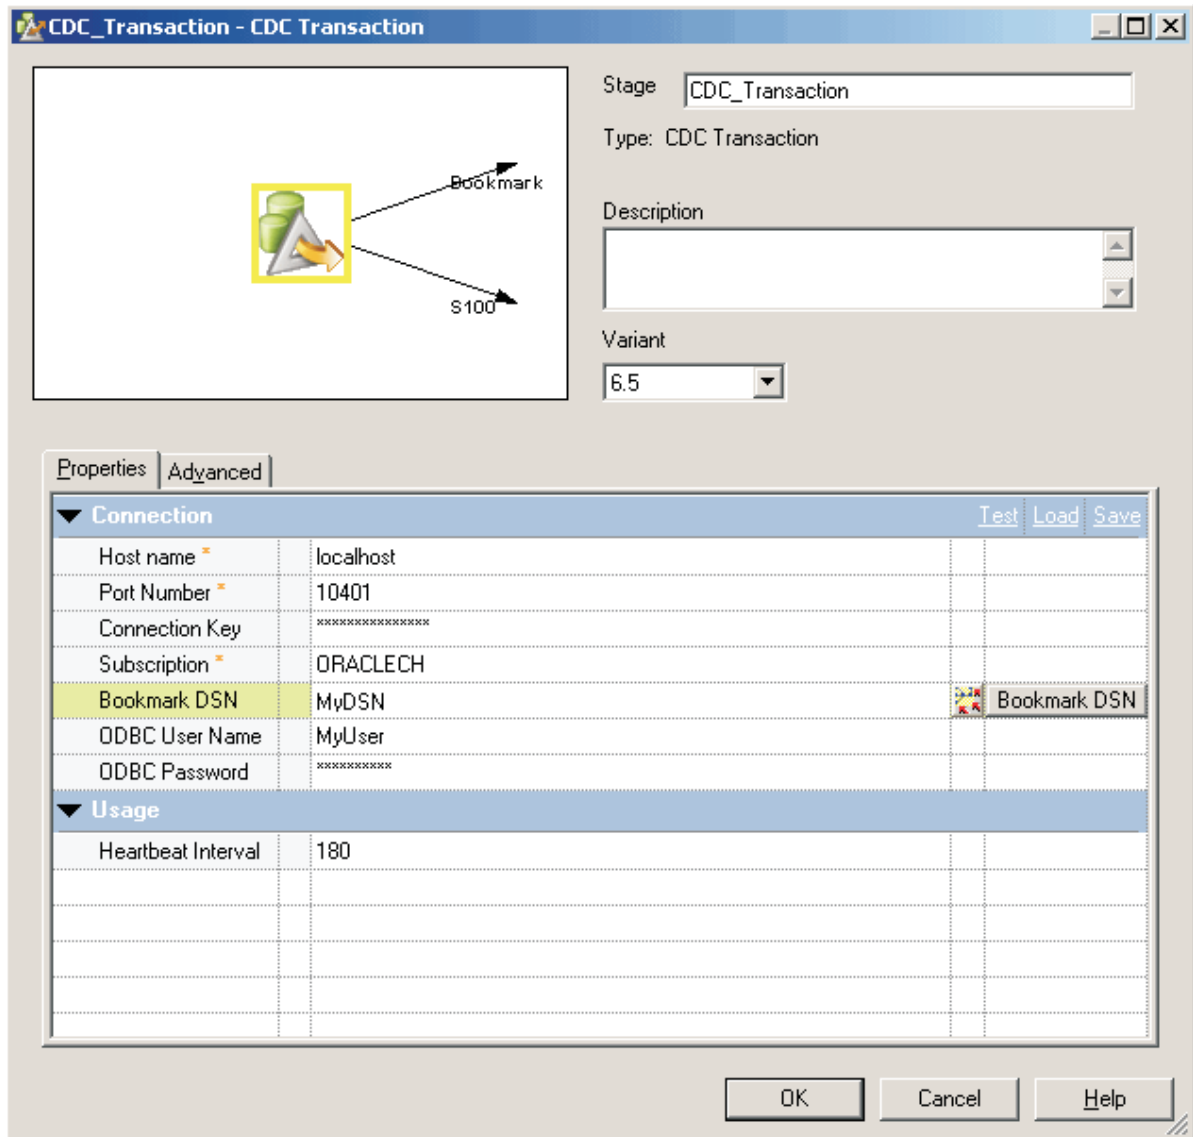 CDC_Transaction - CDC Transaction
Bookmark
S100
Stage CDC_Transaction
Type: CDC Transaction
Description
Variant
6.5
Properties Advanced
Connection Test Load Save
Host name * localhost
Port Number * 10401
Connection Key ***************
Subscription * ORACLECH
Bookmark DSN MyDSN Bookmark DSN
ODBC User Name MyUser
ODBC Password **********
Usage
Heartbeat Interval 180
OK Cancel Help